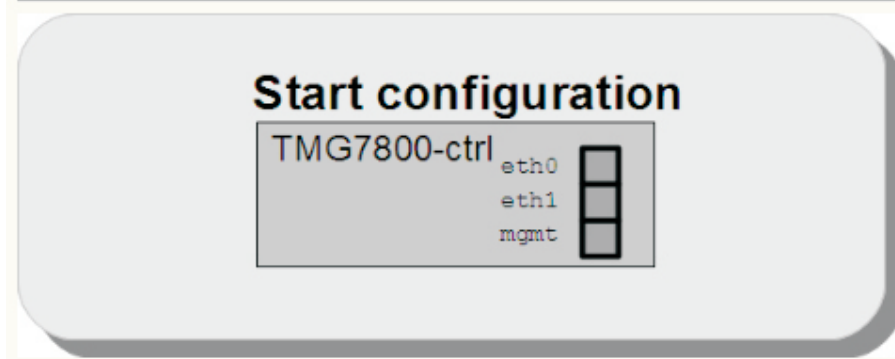 Start configuration
TMG7800-ctrl
eth0
eth1
mgmt